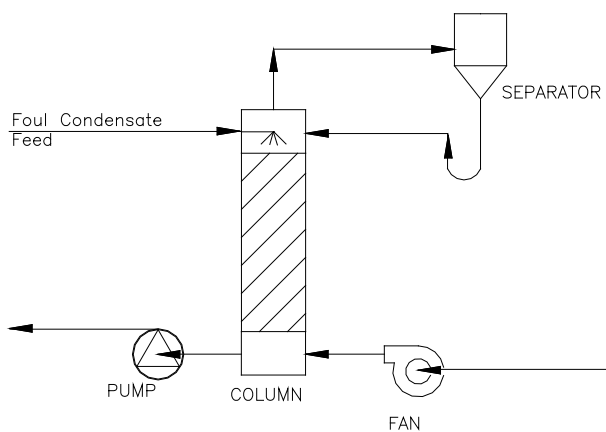 SEPARATOR
Foul Condensate
Feed
PUMP
COLUMN
FAN